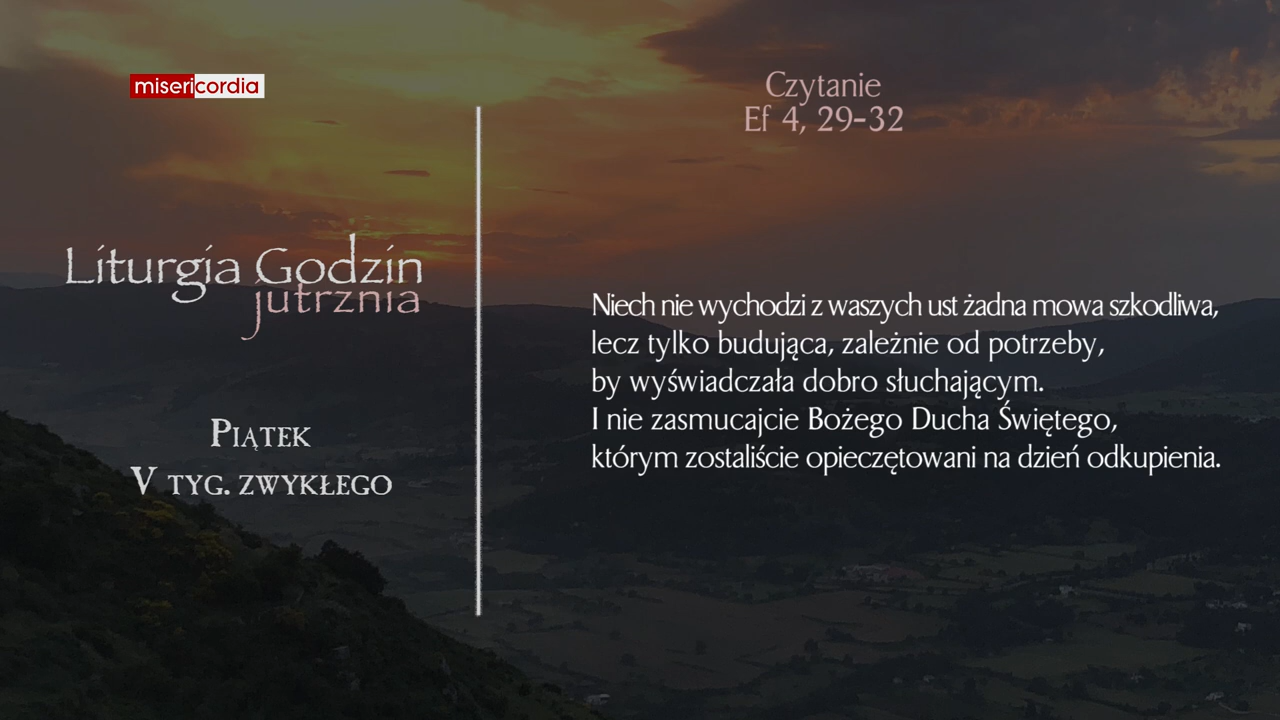 misericordia
Liturgia Godzin
jutrznia
Piątek
V tyg. zwykłego
Czytanie
Ef 4, 29-32
Niech nie wychodzi z waszych ust żadna mowa szkodliwa,
lecz tylko budująca, zależnie od potrzeby,
by wyświadczała dobro słuchającym.
I nie zasmucajcie Bożego Ducha Świętego,
którym zostaliście opieczętowani na dzień odkupienia.